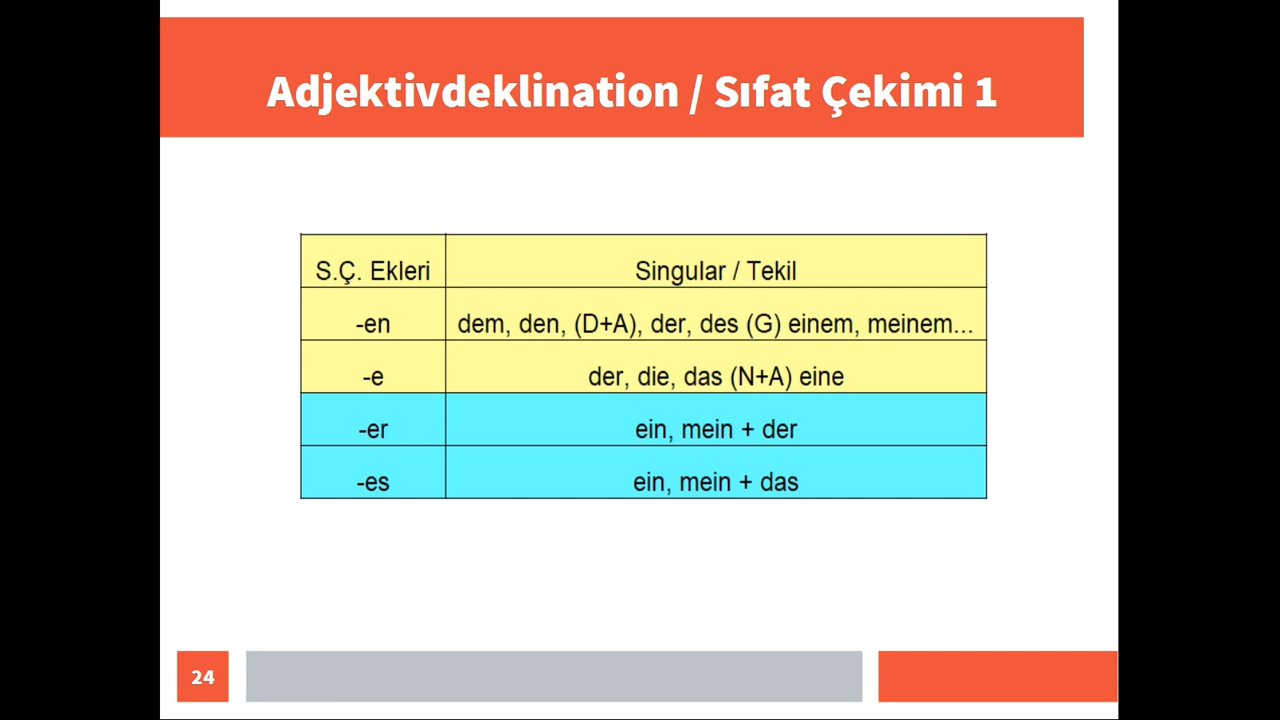 Adjektivdeklination / Sıfat Çekimi 1
S.Ç. Ekleri Singular / Tekil
-en dem, den, (D+A), der, des (G) einem, meinem...
-e der, die, das (N+A) eine
-er ein, mein + der
-es ein, mein + das
24